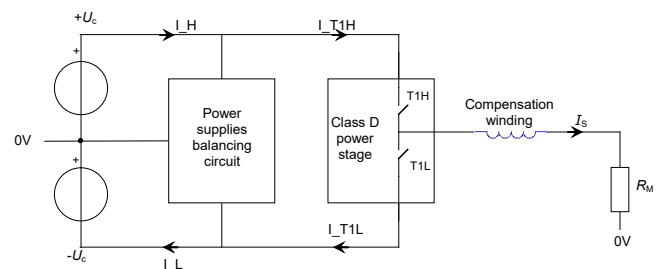 +Uc
I_H
I_T1H
+
Power
supplies
balancing
circuit
Class D
power
stage
T1H
T1L
Compensation
winding
IS
0V
+
RM
0V
-Uc
I_L
I_T1L